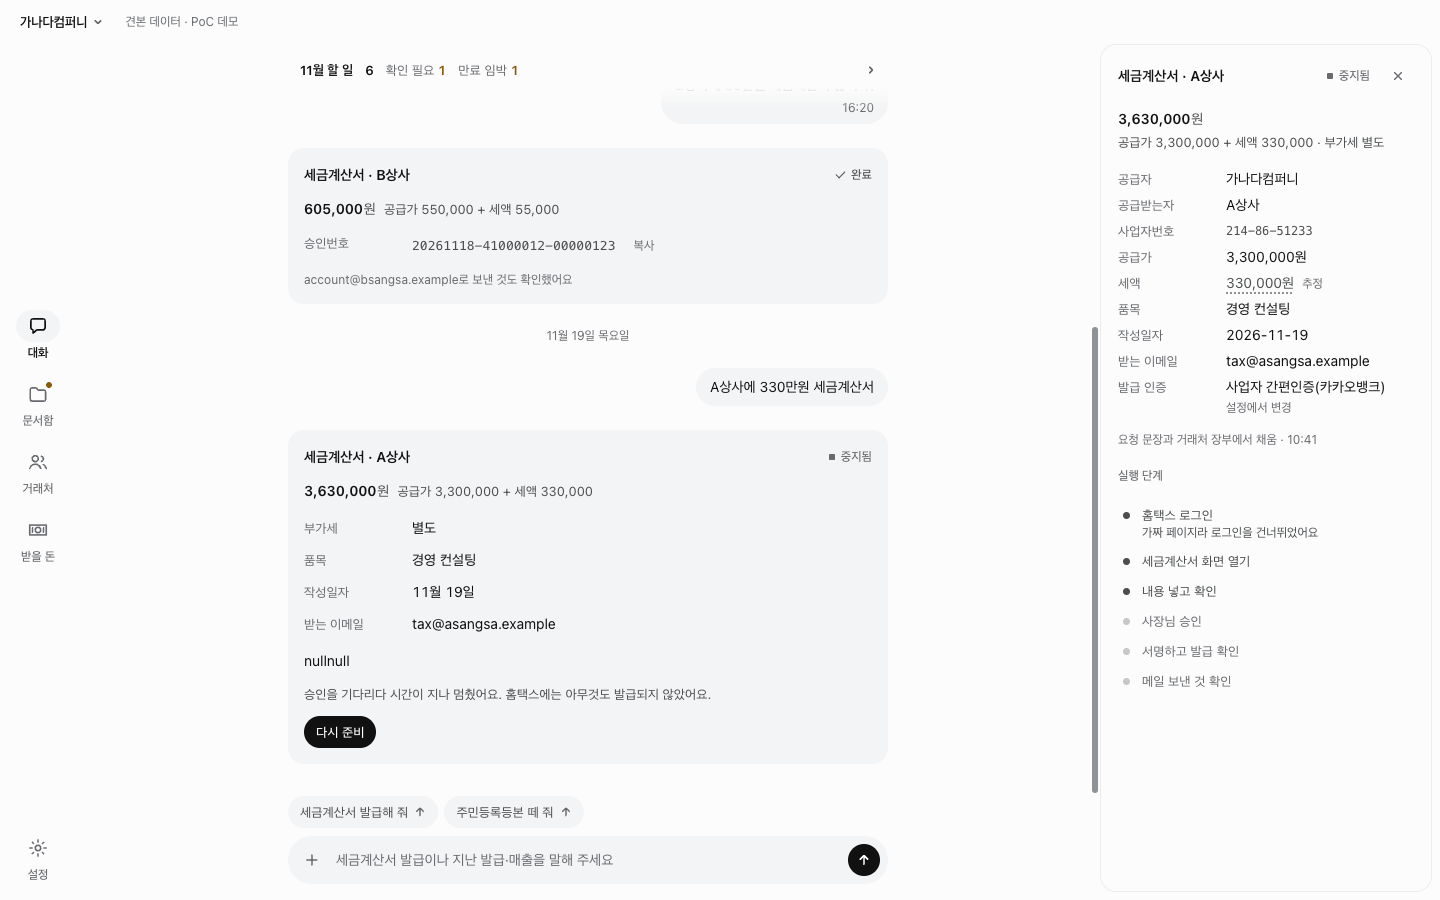 가나다컴퍼니
견본 데이터 · PoC 데모
11월 할 일 6 확인 필요 1 만료 임박 1
16:20
세금계산서 · B상사
완료
605,000원 공급가 550,000 + 세액 55,000
승인번호 20261118-41000012-00000123 복사
account@bsangsa.example로 보낸 것도 확인했어요
11월 19일 목요일
A상사에 330만원 세금계산서
세금계산서 · A상사
중지됨
3,630,000원 공급가 3,300,000 + 세액 330,000
부가세 별도
품목 경영 컨설팅
작성일자 11월 19일
받는 이메일 tax@asangsa.example
nullnull
승인을 기다리다 시간이 지나 멈췄어요. 홈택스에는 아무것도 발급되지 않았어요.
다시 준비
세금계산서 발급해 줘
주민등록등본 떼 줘
세금계산서 발급이나 지난 발급·매출을 말해 주세요
대화
문서함
거래처
받을 돈
설정
세금계산서 · A상사
중지됨
3,630,000원
공급가 3,300,000 + 세액 330,000 · 부가세 별도
공급자 가나다컴퍼니
공급받는자 A상사
사업자번호 214-86-51233
공급가 3,300,000원
세액 330,000원 추정
품목 경영 컨설팅
작성일자 2026-11-19
받는 이메일 tax@asangsa.example
발급 인증 사업자 간편인증(카카오뱅크)
설정에서 변경
요청 문장과 거래처 장부에서 채움 · 10:41
실행 단계
홈택스 로그인
가짜 페이지라 로그인을 건너뛰었어요
세금계산서 화면 열기
내용 넣고 확인
사장님 승인
서명하고 발급 확인
메일 보낸 것 확인